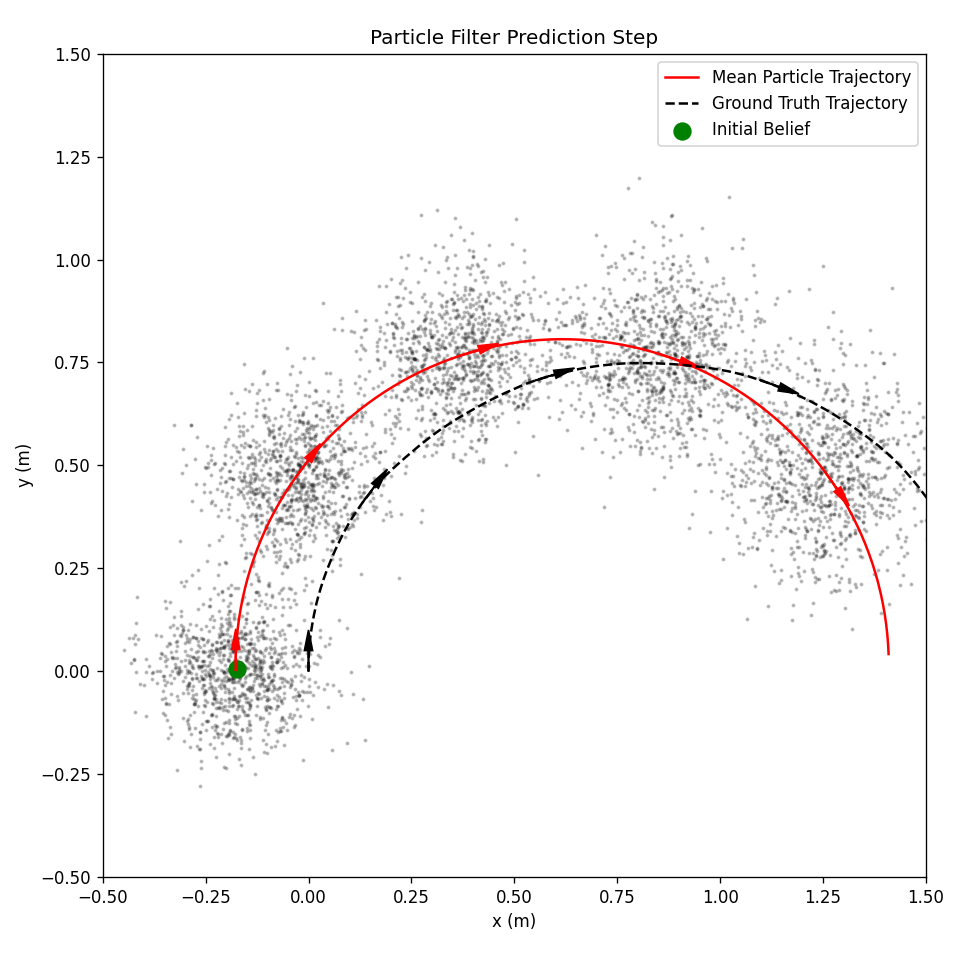 Particle Filter Prediction Step
Mean Particle Trajectory
Ground Truth Trajectory
Initial Belief
y (m)
1.50
1.25
1.00
0.75
0.50
0.25
0.00
−0.25
−0.50
−0.50 −0.25 0.00 0.25 0.50 0.75 1.00 1.25 1.50
x (m)